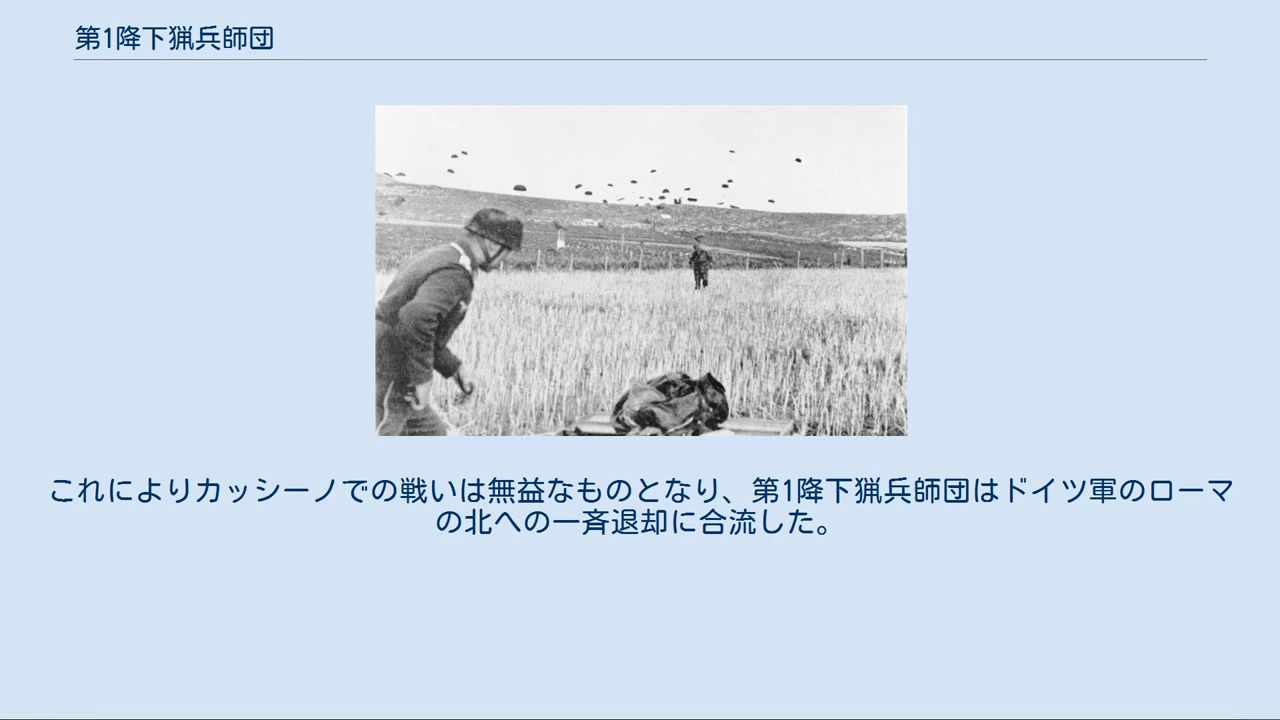 第1降下猟兵師団
これによりカッシーノでの戦いは無益なものとなり、第1降下猟兵師団はドイツ軍のローマ
の北への一斉退却に合流した。